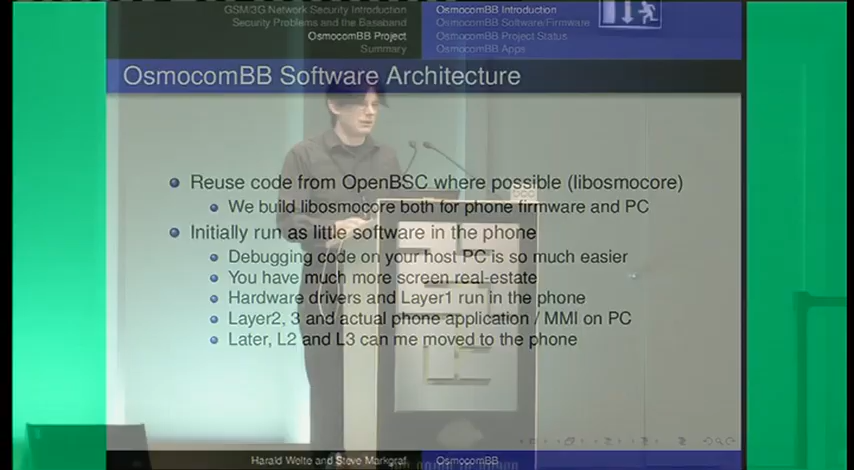 GSM/3G Network Security Introduction
Security Problems and the Baseband
OsmocomBB Project
Summary
OsmocomBB Introduction
OsmocomBB Software/Firmware
OsmocomBB Project Status
OsmocomBB Apps
OsmocomBB Software Architecture
Reuse code from OpenBSC where possible (libosmocore)
We build libosmocore both for phone firmware and PC
Initially run as little software in the phone
Debugging code on your host PC is so much easier
You have much more screen real-estate
Hardware drivers and Layer1 run in the phone
Layer2, 3 and actual phone application / MMI on PC
Later, L2 and L3 can me moved to the phone
Harald Welte and Steve Markgraf
OsmocomBB